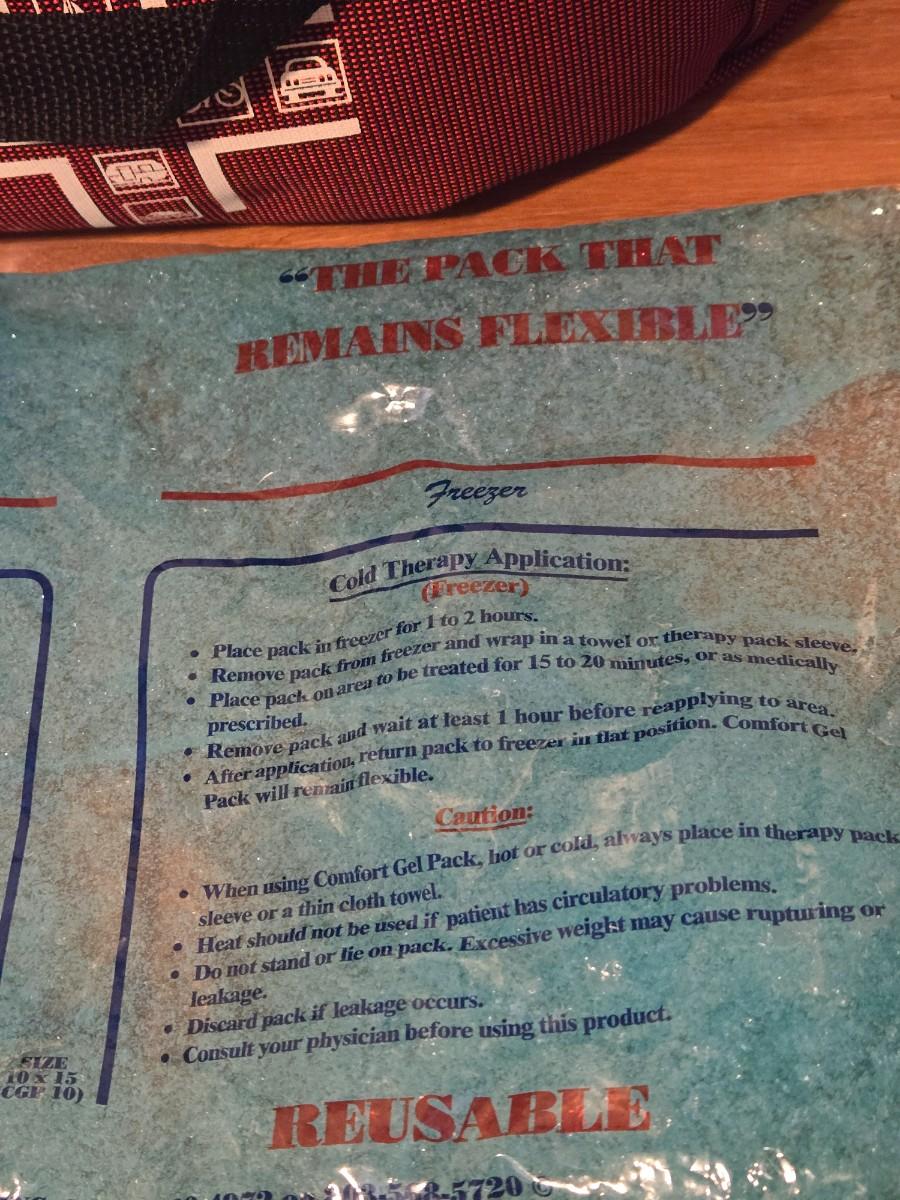 “THE PACK THAT
REMAINS FLEXIBLE”
Freezer
Cold Therapy Application:
(Freezer)
• Place pack in freezer for 1 to 2 hours.
• Remove pack from freezer and wrap in a towel or therapy pack sleeve.
• Place pack on area to be treated for 15 to 20 minutes, or as medically
prescribed.
• Remove pack and wait at least 1 hour before reapplying to area.
• After application, return pack to freezer in flat position. Comfort Gel
Pack will remain flexible.
Caution:
• When using Comfort Gel Pack, hot or cold, always place in therapy pack
sleeve or a thin cloth towel.
• Heat should not be used if patient has circulatory problems.
• Do not stand or lie on pack. Excessive weight may cause rupturing or
leakage.
• Discard pack if leakage occurs.
• Consult your physician before using this product.
SIZE
10 x 15
CGP 10)
REUSABLE
-5720 ©